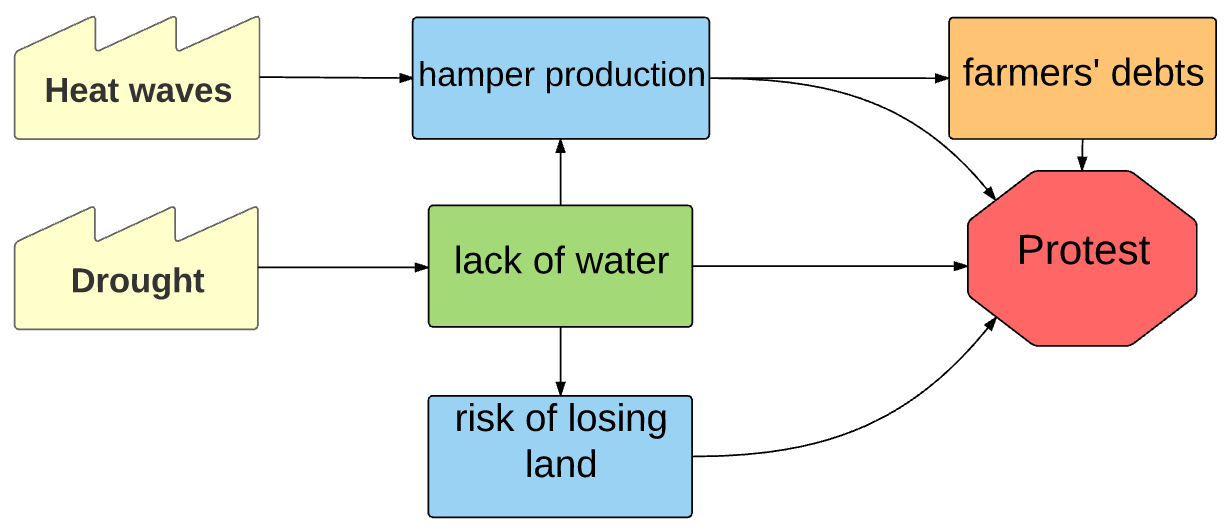 Heat waves
hamper production
farmers' debts
Drought
lack of water
Protest
risk of losing
land